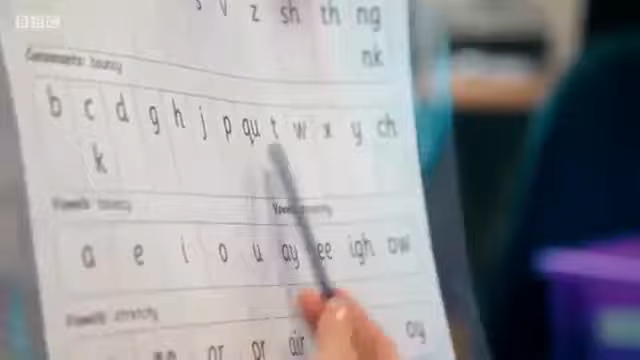 BBC
s v z sh th ng
nk
Consonants: bouncy
b c d g h j p qu t w x y ch
k
Vowels: bouncy
a e i o u ay ee igh ow
Vowels: stretchy
or air oy